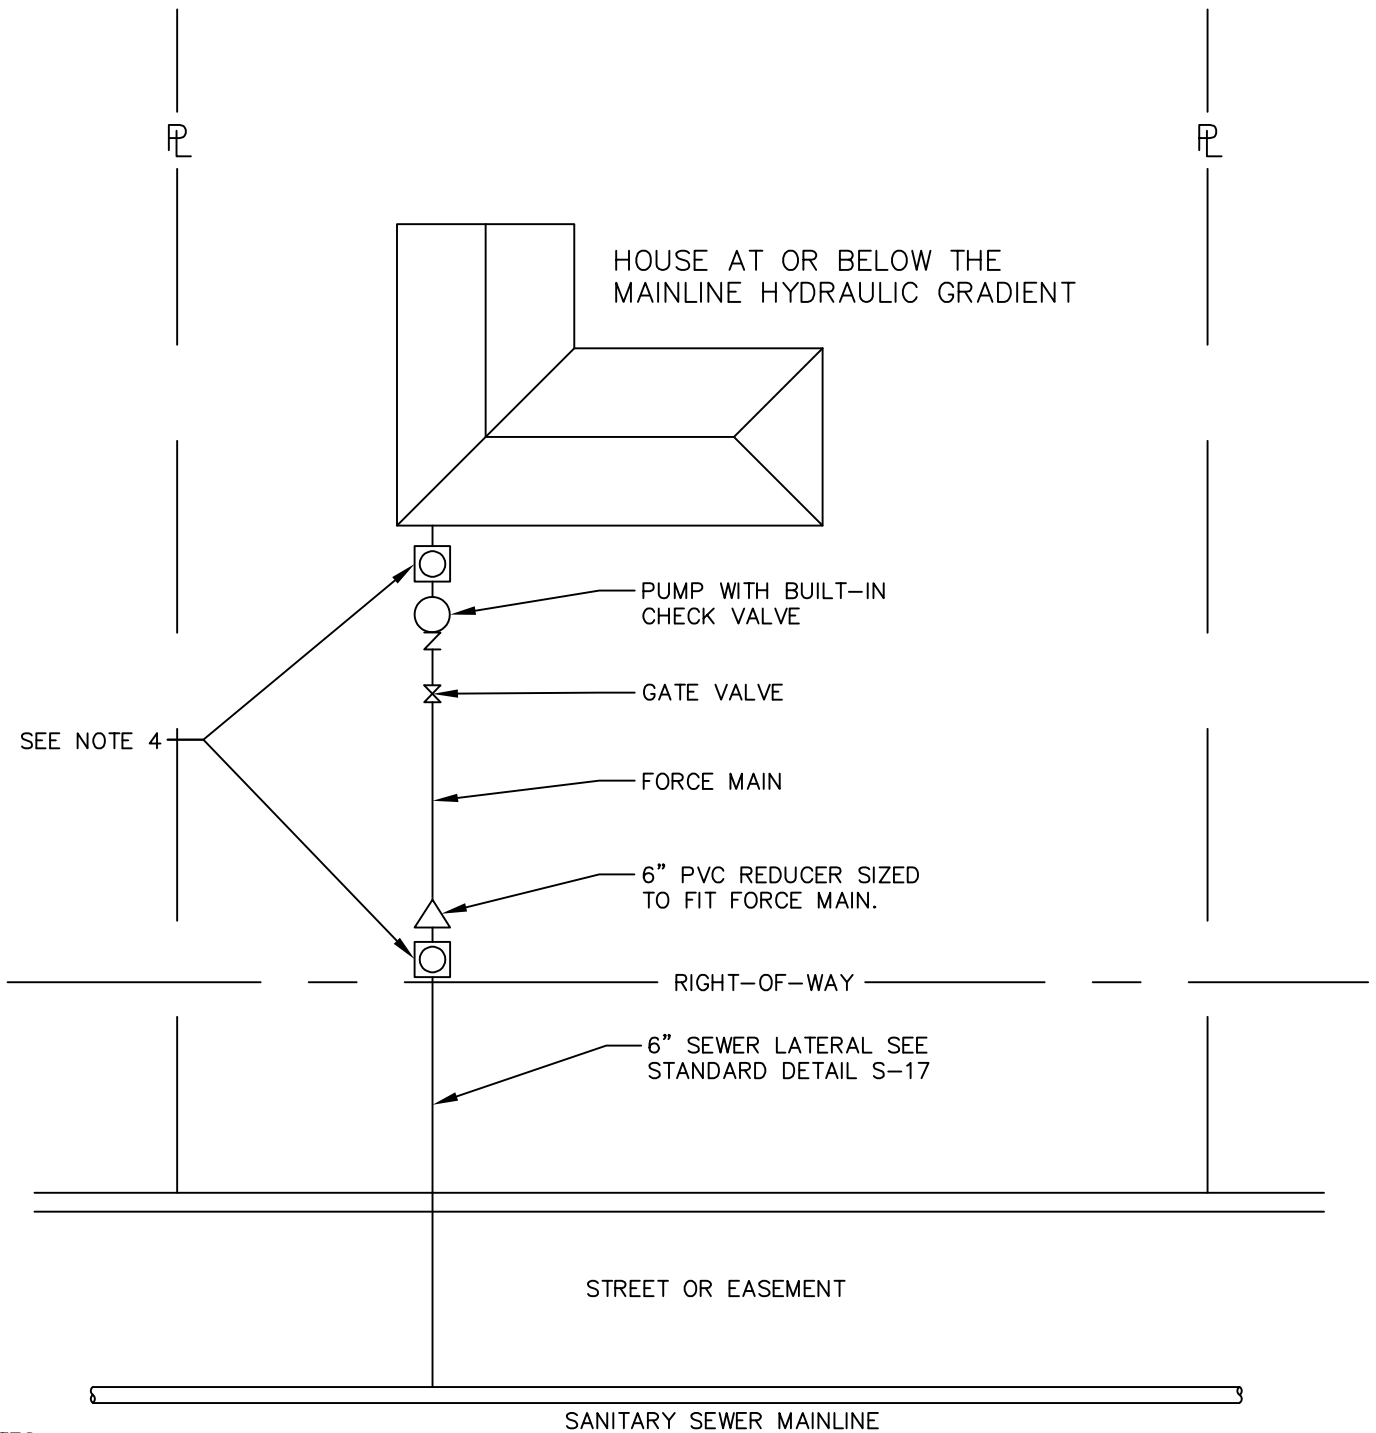 ℄ ℄
HOUSE AT OR BELOW THE
MAINLINE HYDRAULIC GRADIENT
PUMP WITH BUILT-IN
CHECK VALVE
GATE VALVE
SEE NOTE 4
FORCE MAIN
6” PVC REDUCER SIZED
TO FIT FORCE MAIN.
RIGHT-OF-WAY
6” SEWER LATERAL SEE
STANDARD DETAIL S-17
STREET OR EASEMENT
SANITARY SEWER MAINLINE